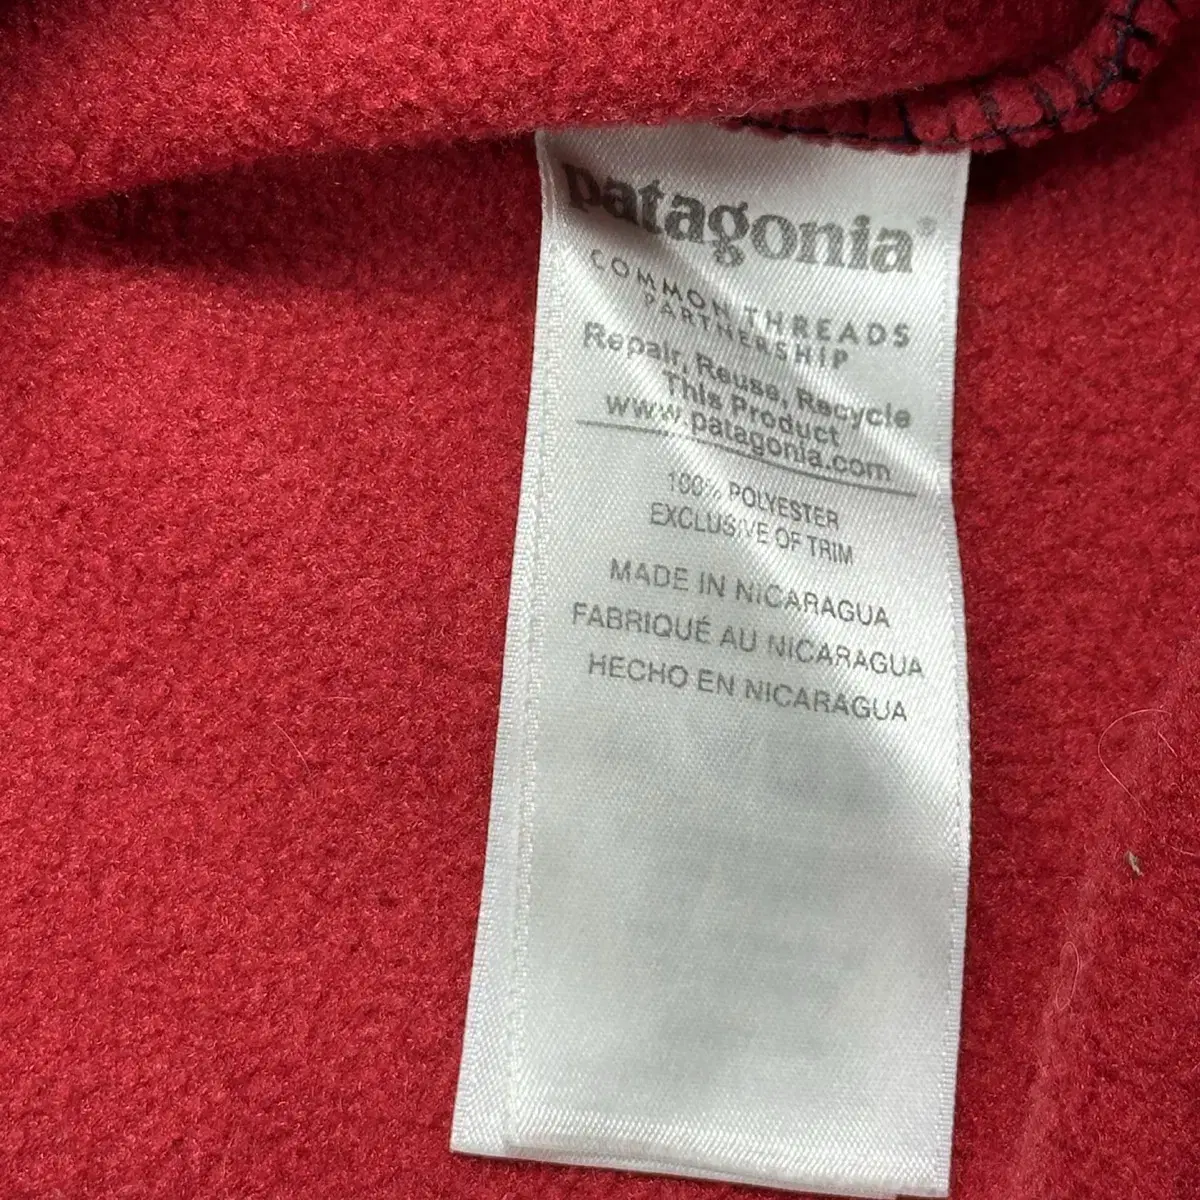 patagonia®
COMMON THREADS
PARTNERSHIP
Repair, Reuse, Recycle
This Product
www.patagonia.com
100% POLYESTER
EXCLUSIVE OF TRIM
MADE IN NICARAGUA
FABRIQUÉ AU NICARAGUA
HECHO EN NICARAGUA